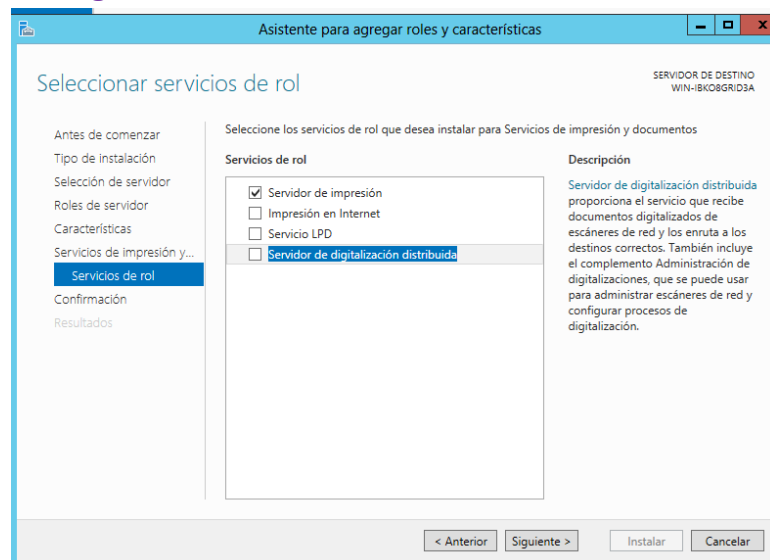 Asistente para agregar roles y características
Seleccionar servicios de rol
SERVIDOR DE DESTINO
WIN-IBKO8GRID3A
Antes de comenzar
Tipo de instalación
Selección de servidor
Roles de servidor
Características
Servicios de impresión y...
Servicios de rol
Confirmación
Resultados
Seleccione los servicios de rol que desea instalar para Servicios de impresión y documentos
Servicios de rol
Servidor de impresión
Impresión en Internet
Servicio LPD
Servidor de digitalización distribuida
Descripción
Servidor de digitalización distribuida
proporciona el servicio que recibe
documentos digitalizados de
escáneres de red y los enruta a los
destinos correctos. También incluye
el complemento Administración de
digitalizaciones, que se puede usar
para administrar escáneres de red y
configurar procesos de
digitalización.
< Anterior
Siguiente >
Instalar
Cancelar